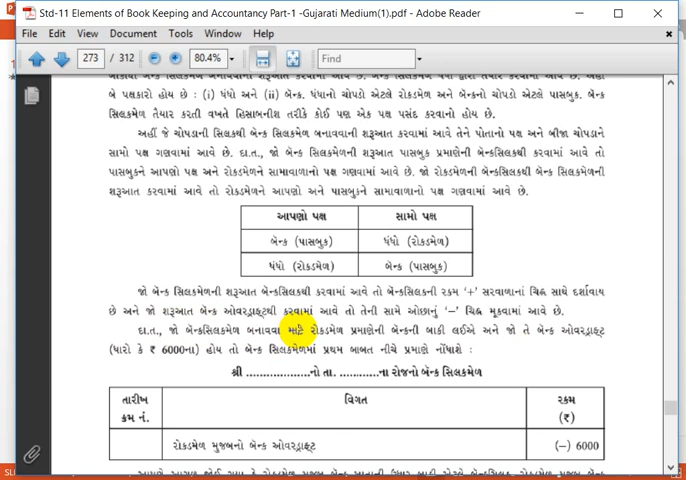 Std-11 Elements of Book Keeping and Accountancy Part-1 -Gujarati Medium(1).pdf - Adobe Reader
File Edit View Document Tools Window Help
273 / 312 80.4% Find
બે પક્ષકારો હોય છે : (i) ધંધો અને (ii) બૅન્ક. ધંધાનો ચોપડો એટલે રોકડમેળ અને બૅન્કનો ચોપડો એટલે પાસબુક. બૅન્ક
સિલકમેળ તૈયાર કરતી વખતે હિસાબનીશ તરીકે કોઈ પણ એક પક્ષ પસંદ કરવાનો હોય છે.
અહીં જે ચોપડાની સિલકથી બૅન્ક સિલકમેળ બનાવવાની શરૂઆત કરવામાં આવે તેને પોતાનો પક્ષ અને બીજા ચોપડાને
સામો પક્ષ ગણવામાં આવે છે. દા.ત., જો બૅન્ક સિલકમેળની શરૂઆત પાસબુક પ્રમાણેની બૅન્કસિલકથી કરવામાં આવે તો
પાસબુકને આપણો પક્ષ અને રોકડમેળને સામાવાળાનો પક્ષ ગણવામાં આવે છે. જો રોકડમેળની બૅન્કસિલકથી બૅન્ક સિલકમેળની
શરૂઆત કરવામાં આવે તો રોકડમેળને આપણો અને પાસબુકને સામાવાળાનો પક્ષ ગણવામાં આવે છે.
આપણો પક્ષ સામો પક્ષ
બૅન્ક (પાસબુક) ધંધો (રોકડમેળ)
ધંધો (રોકડમેળ) બૅન્ક (પાસબુક)
જો બૅન્ક સિલકમેળની શરૂઆત બૅન્કસિલકથી કરવામાં આવે તો બૅન્કસિલકની રકમ '+' સરવાળાનાં ચિહ્ન સાથે દર્શાવાય
છે અને જો શરૂઆત બૅન્ક ઓવરડ્રાફ્ટથી કરવામાં આવે તો તેની સામે ઓછાનું '–' ચિહ્ન મૂકવામાં આવે છે.
દા.ત., જો બૅન્કસિલકમેળ બનાવવા માટે રોકડમેળ પ્રમાણેની બૅન્કની બાકી લઈએ અને જો તે બૅન્ક ઓવરડ્રાફ્ટ
(ધારો કે ₹ 6000ના) હોય તો બૅન્ક સિલકમેળમાં પ્રથમ બાબત નીચે પ્રમાણે નોંધાશે :
શ્રી ...................નો તા. ............ના રોજનો બૅન્ક સિલકમેળ
તારીખ વિગત રકમ
ક્રમ નં. (₹)
રોકડમેળ મુજબનો બૅન્ક ઓવરડ્રાફ્ટ (–) 6000